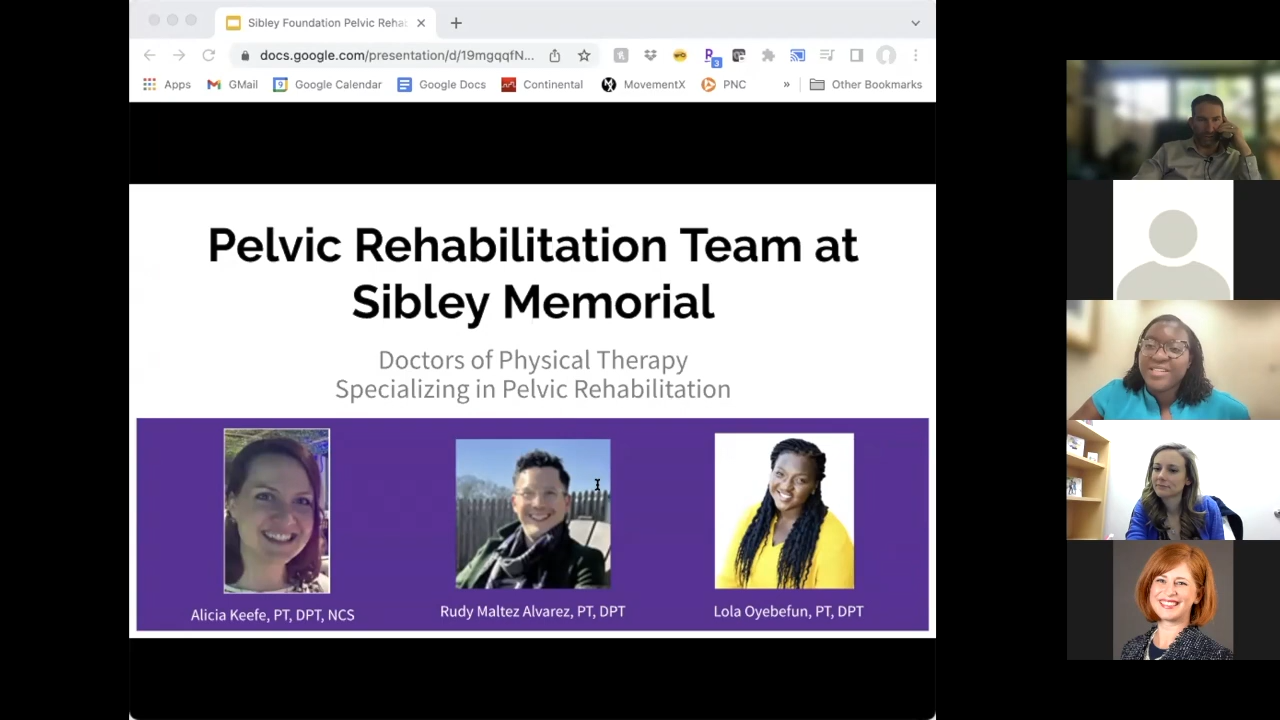 Sibley Foundation Pelvic Reha
docs.google.com/presentation/d/19mgqqfN...
3
Apps
GMail
9
Google Calendar
Google Docs
Continental
MovementX
PNC
»
Other Bookmarks
Pelvic Rehabilitation Team at
Sibley Memorial
Doctors of Physical Therapy
Specializing in Pelvic Rehabilitation
Alicia Keefe, PT, DPT, NCS
Rudy Maltez Alvarez, PT, DPT
Lola Oyebefun, PT, DPT